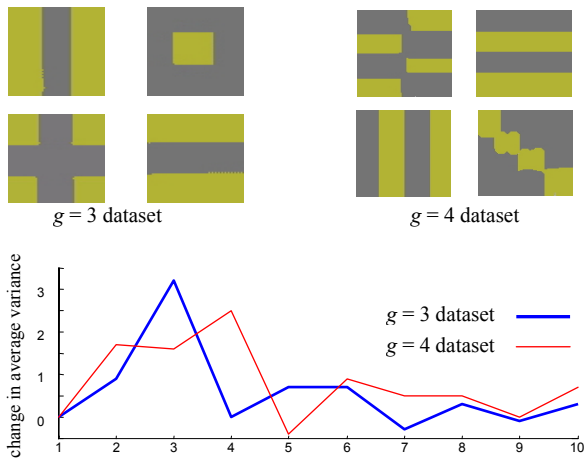 g = 3 dataset
g = 4 dataset
change in average variance
3
2
1
0
g = 3 dataset
g = 4 dataset
1 2 3 4 5 6 7 8 9 10